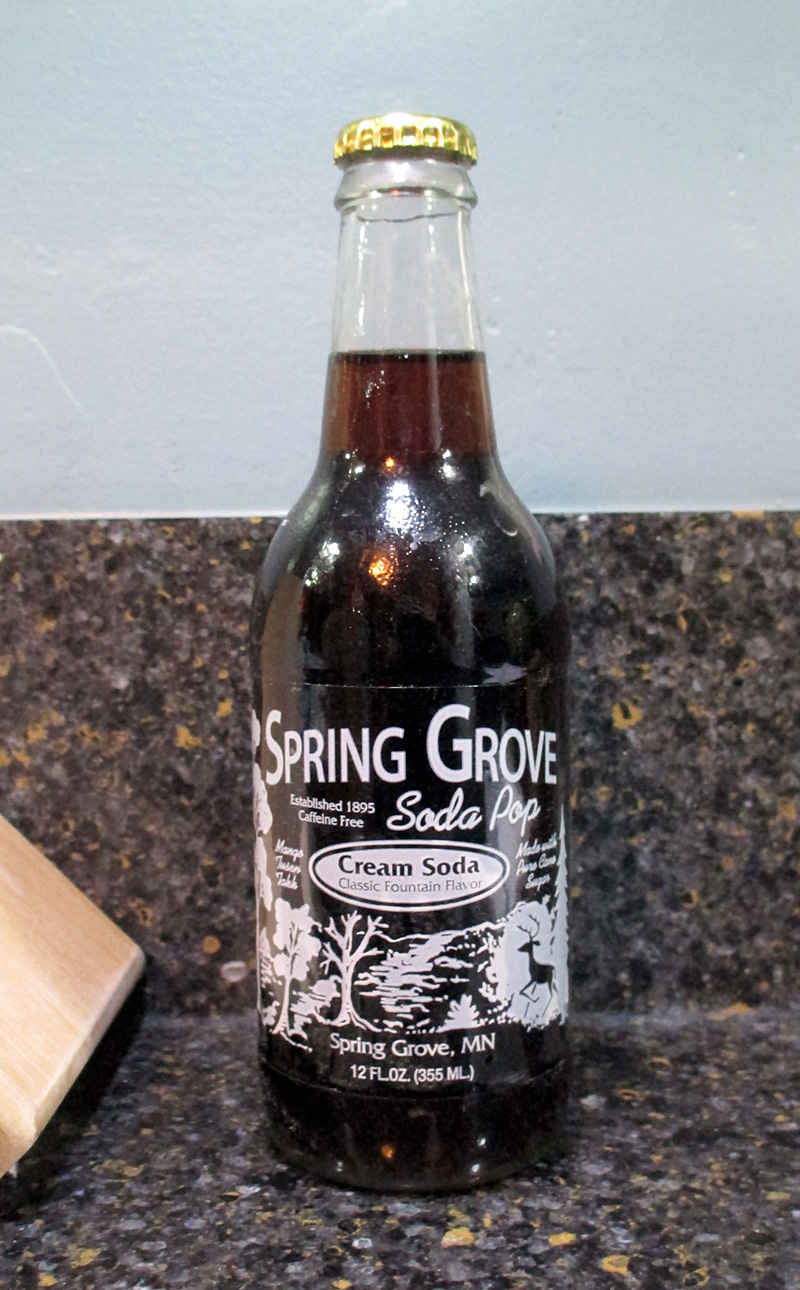 SPRING GROVE
Established 1895
Caffeine Free
Soda Pop
Mange
Tusen
Takk
Cream Soda
Classic Fountain Flavor
Made with
Pure Cane
Sugar
Spring Grove, MN
12 FL.OZ. (355 ML.)